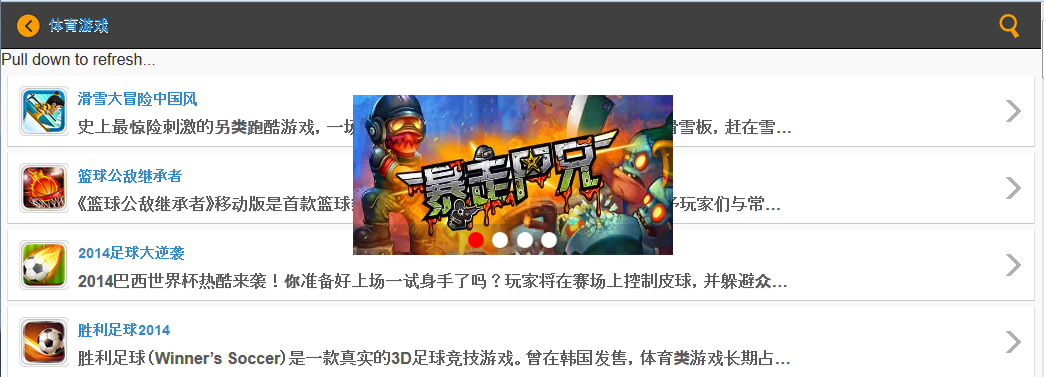 体育游戏
Pull down to refresh...
滑雪大冒险中国风
史上最惊险刺激的另类跑酷游戏，一场 滑雪板，赶在雪...
篮球公敌继承者
《篮球公敌继承者》移动版是首款篮球 玩家们与常...
暴走尸兄
2014足球大逆袭
2014巴西世界杯热酷来袭！你准备好上场一试身手了吗？玩家将在赛场上控制皮球，并躲避众...
胜利足球2014
胜利足球（Winner's Soccer）是一款真实的3D足球竞技游戏。曾在韩国发售，体育类游戏长期占...